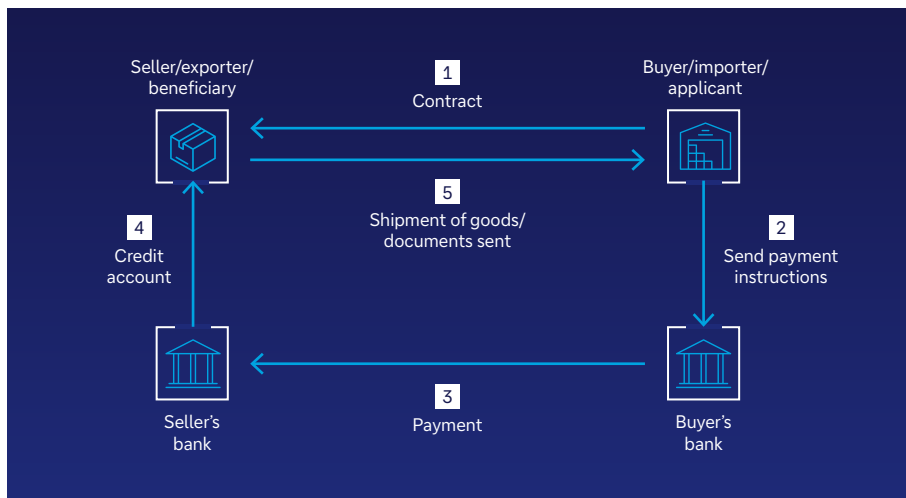 Seller/exporter/
beneficiary
1
Contract
Buyer/importer/
applicant
5
Shipment of goods/
documents sent
4
Credit
account
2
Send payment
instructions
3
Payment
Seller’s
bank
Buyer’s
bank